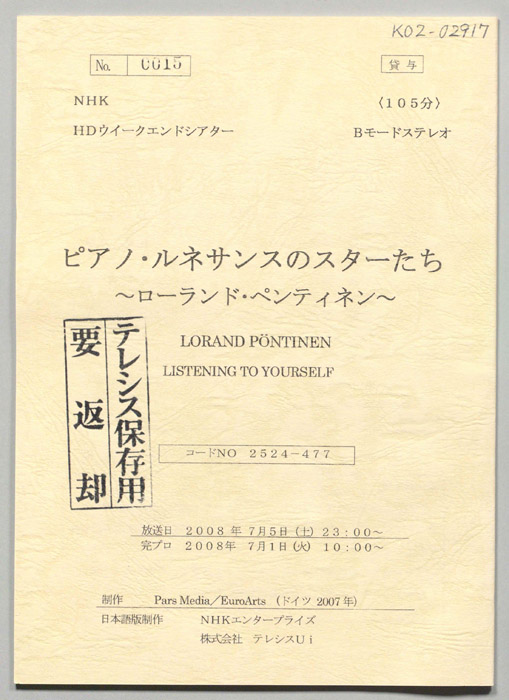 K02-02917
No. 0015
貸与
NHK
〈105分〉
HDウイークエンドシアター
Bモードステレオ
ピアノ・ルネサンスのスターたち
～ローランド・ペンティネン～
LORAND PÖNTINEN
LISTENING TO YOURSELF
テレシス保存用
要返却
コードNO 2524－477
放送日 2008年 7月5日(土) 23:00～
完プロ 2008年 7月1日(火) 10:00～
制作 Pars Media／EuroArts (ドイツ 2007年)
日本語版制作 NHKエンタープライズ
株式会社 テレシスUi